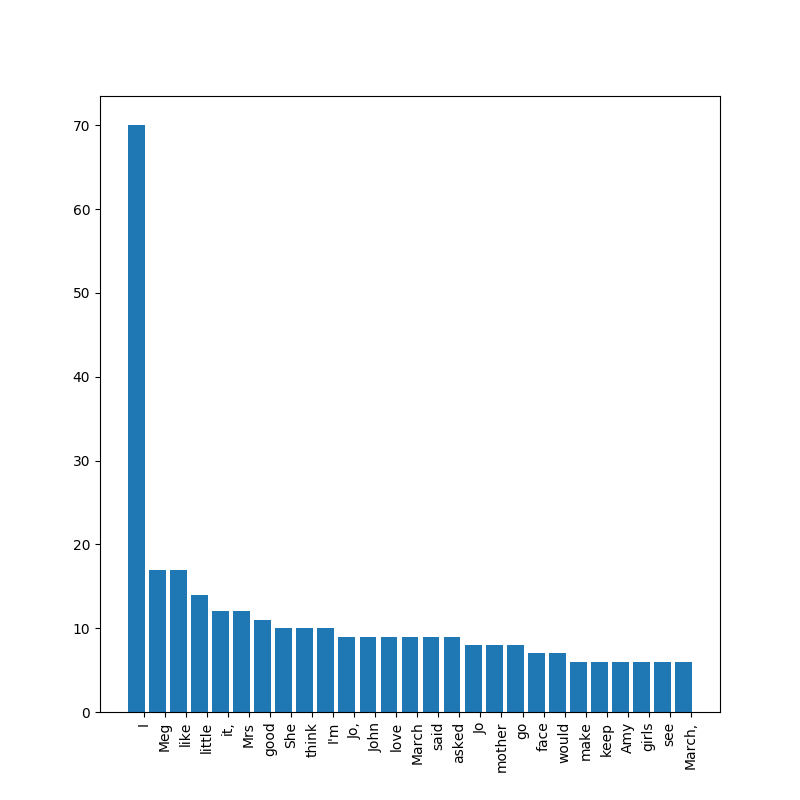 70
60
50
40
30
20
10
0
I
Meg
like
little
it,
Mrs
good
She
think
I'm
Jo,
John
love
March
said
asked
Jo
mother
go
face
would
make
keep
Amy
girls
see
March,